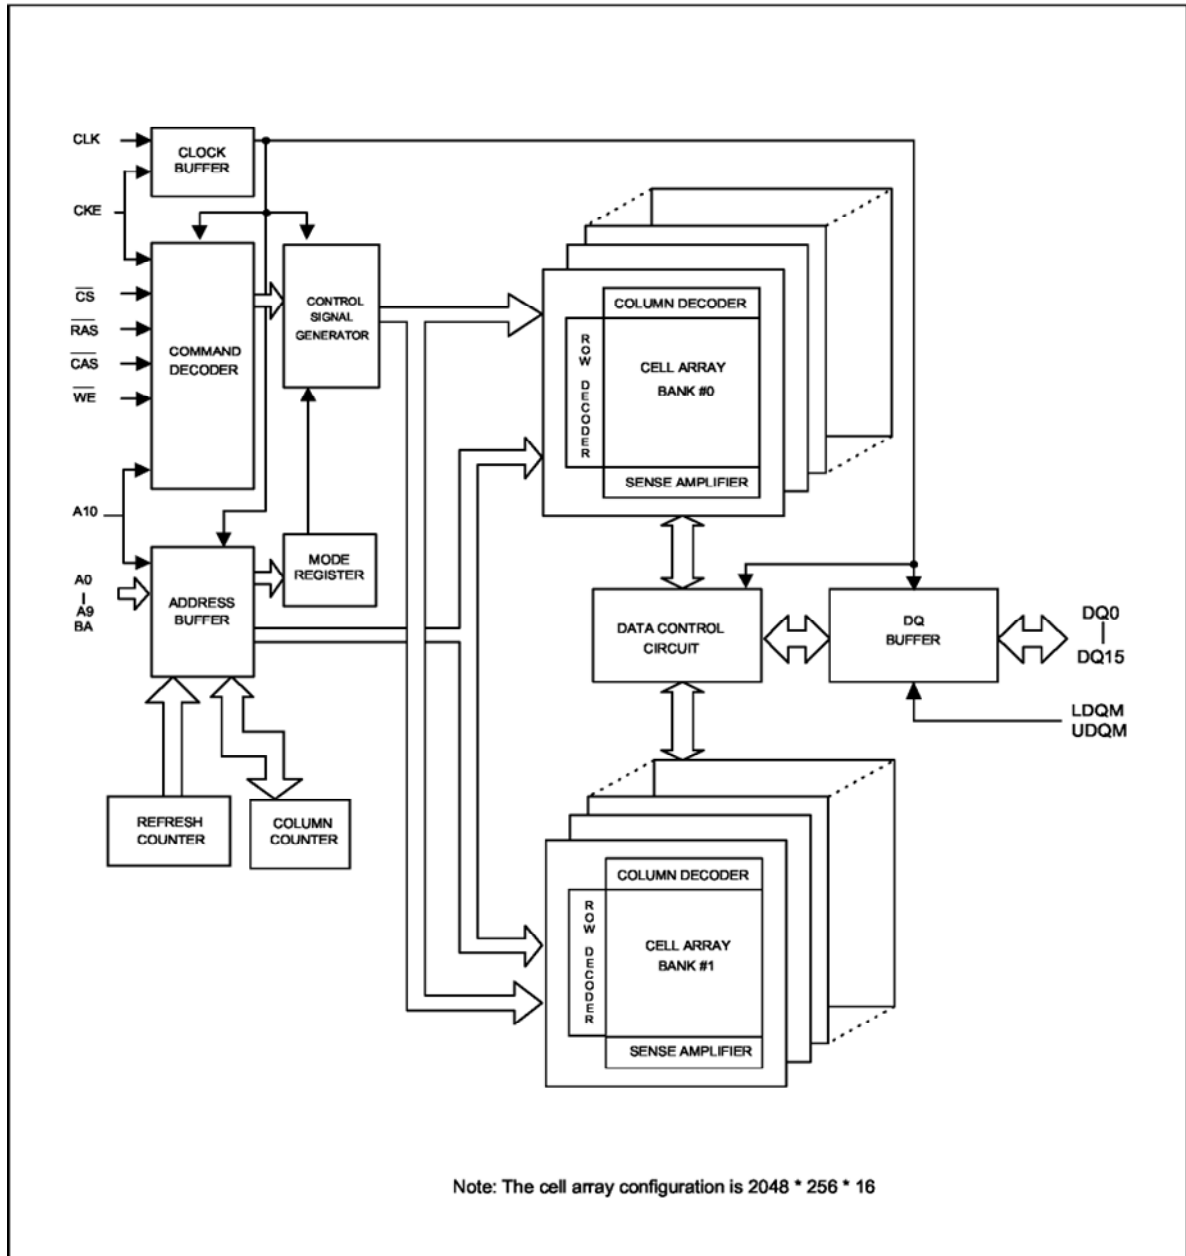 CLK
CLOCK
BUFFER
CKE
CS
RAS
CAS
WE
COMMAND
DECODER
CONTROL
SIGNAL
GENERATOR
A10
A0
A9
BA
ADDRESS
BUFFER
MODE
REGISTER
REFRESH
COUNTER
COLUMN
COUNTER
COLUMN DECODER
ROW DECODER
CELL ARRAY
BANK #0
SENSE AMPLIFIER
DATA CONTROL
CIRCUIT
DQ
BUFFER
DQ0
DQ15
LDQM
UDQM
COLUMN DECODER
ROW DECODER
CELL ARRAY
BANK #1
SENSE AMPLIFIER
Note: The cell array configuration is 2048 * 256 * 16